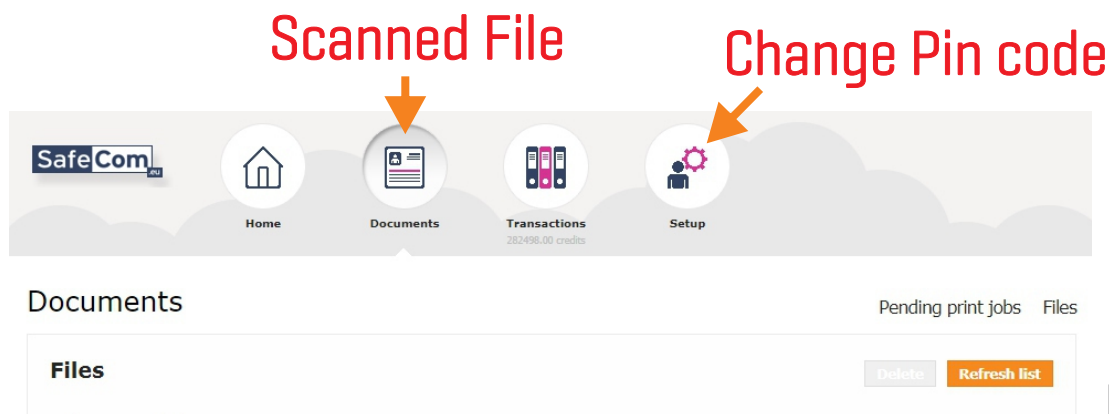 Scanned File
Change Pin code
SafeCom
.eu
Home
Documents
Transactions
Setup
282498.00 credits
Documents
Pending print jobs Files
Files
Delete
Refresh list